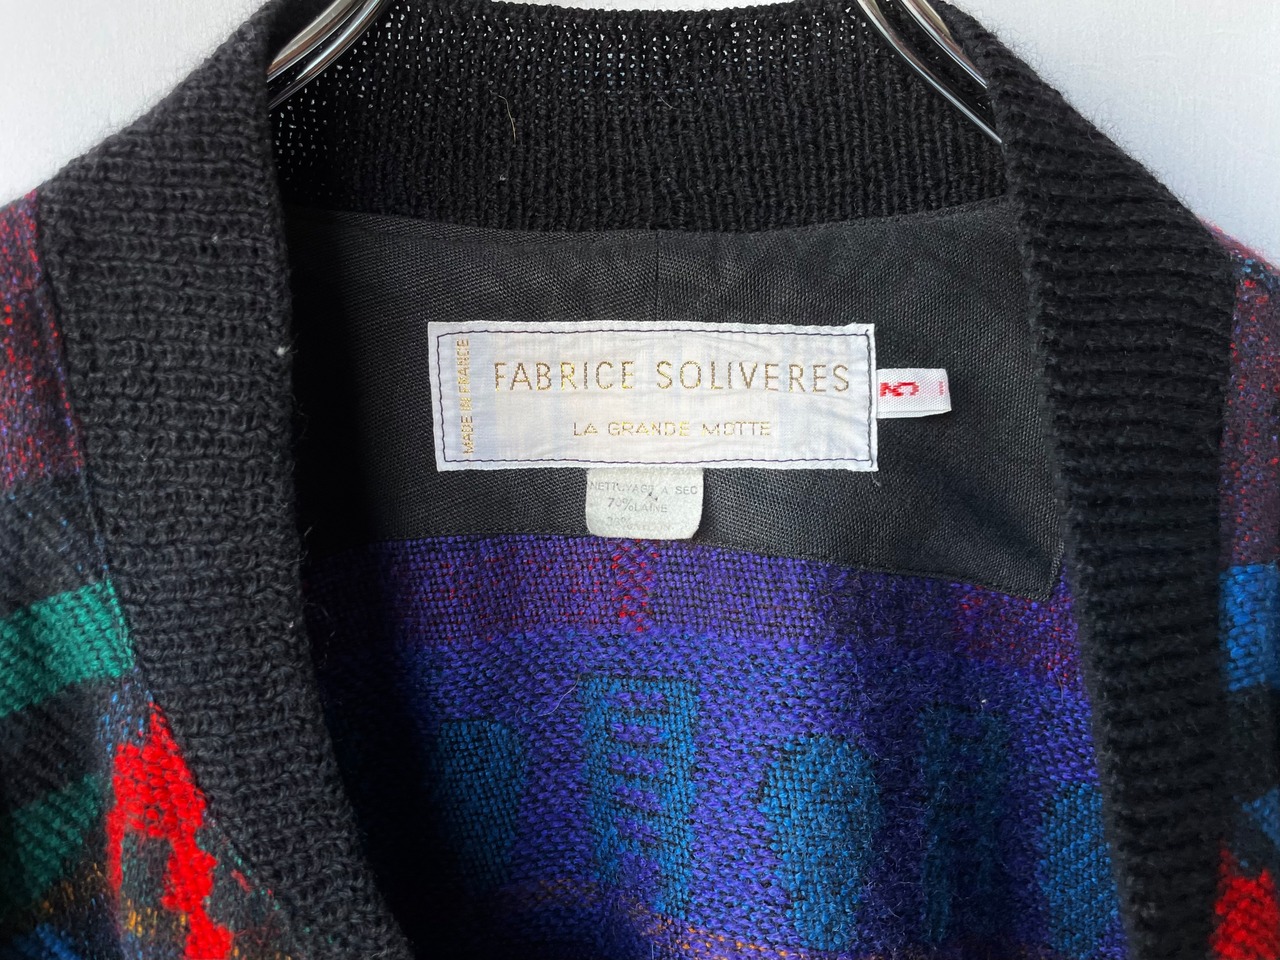 MADE IN FRANCE
FABRICE SOLIVERES
LA GRANDE MOTTE
NETTOYAGE A SEC
70% LAINE